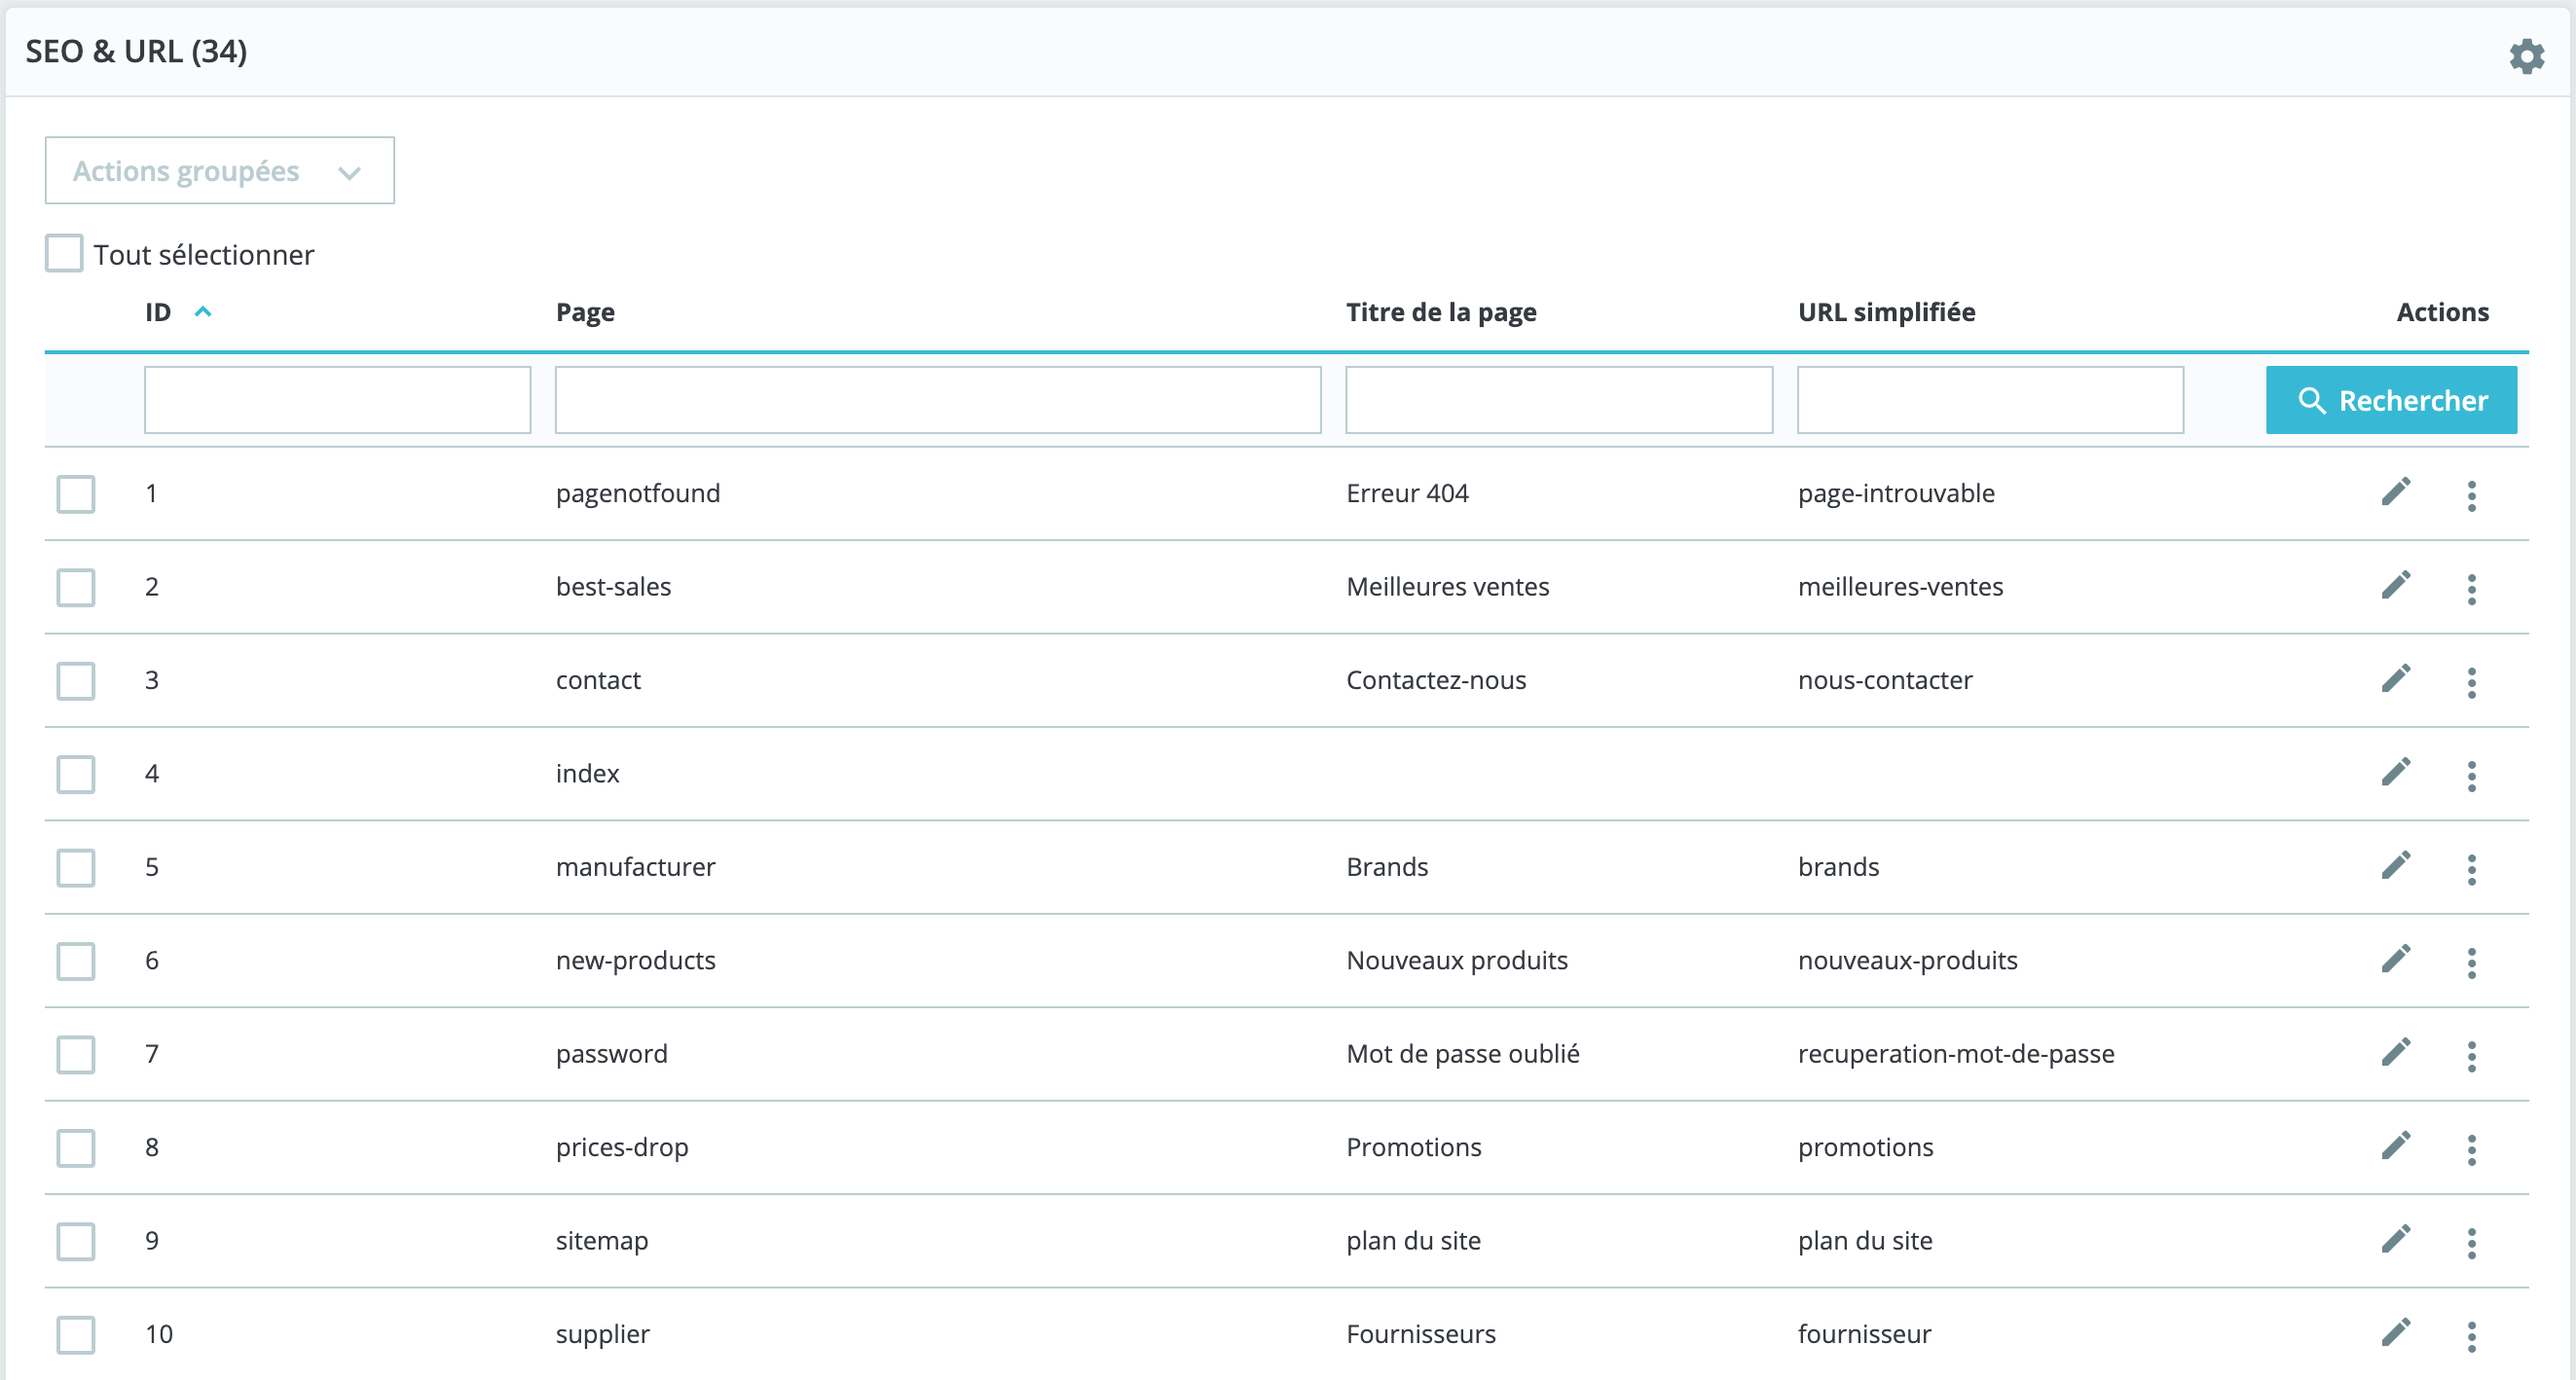 SEO & URL (34)
Actions groupées
Tout sélectionner
ID Page Titre de la page URL simplifiée Actions
Rechercher
1 pagenotfound Erreur 404 page-introuvable
2 best-sales Meilleures ventes meilleures-ventes
3 contact Contactez-nous nous-contacter
4 index
5 manufacturer Brands brands
6 new-products Nouveaux produits nouveaux-produits
7 password Mot de passe oublié recuperation-mot-de-passe
8 prices-drop Promotions promotions
9 sitemap plan du site plan du site
10 supplier Fournisseurs fournisseur